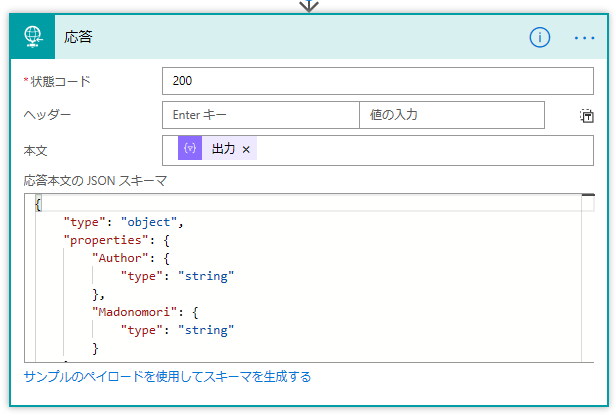 応答
*状態コード 200
ヘッダー Enter キー 値の入力
本文 出力 ×
応答本文の JSON スキーマ
{
"type": "object",
"properties": {
"Author": {
"type": "string"
},
"Madonomori": {
"type": "string"
}
サンプルのペイロードを使用してスキーマを生成する